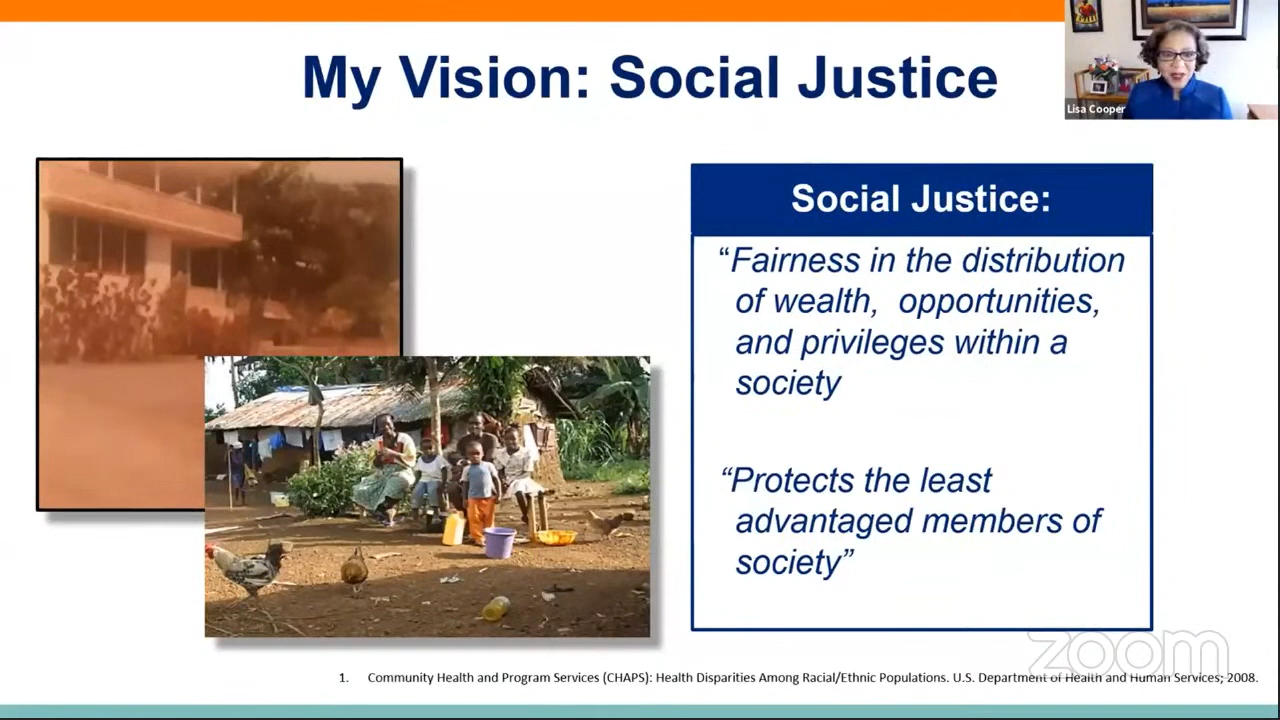 My Vision: Social Justice
Lisa Cooper
Social Justice:
“Fairness in the distribution
of wealth, opportunities,
and privileges within a
society
“Protects the least
advantaged members of
society”
zoom
1. Community Health and Program Services (CHAPS): Health Disparities Among Racial/Ethnic Populations. U.S. Department of Health and Human Services; 2008.